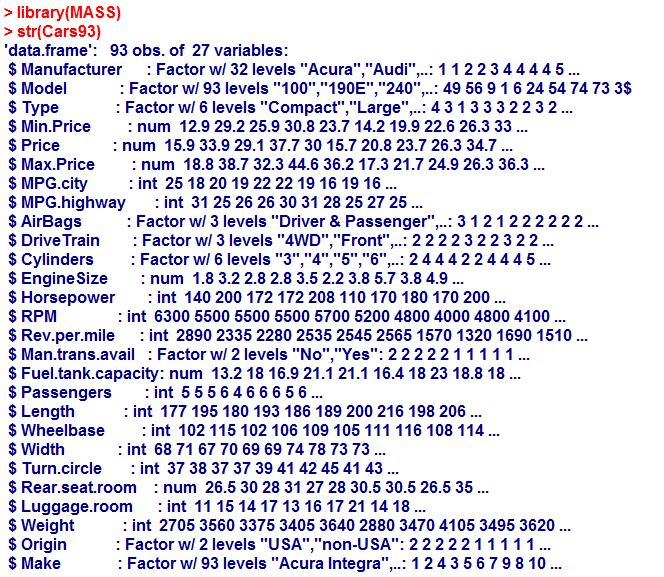 > library(MASS)
> str(Cars93)
'data.frame': 93 obs. of 27 variables:
$ Manufacturer : Factor w/ 32 levels "Acura","Audi",..: 1 1 2 2 3 4 4 4 4 5 ...
$ Model : Factor w/ 93 levels "100","190E","240",..: 49 56 9 1 6 24 54 74 73 3$
$ Type : Factor w/ 6 levels "Compact","Large",..: 4 3 1 3 3 3 2 2 3 2 ...
$ Min.Price : num 12.9 29.2 25.9 30.8 23.7 14.2 19.9 22.6 26.3 33 ...
$ Price : num 15.9 33.9 29.1 37.7 30 15.7 20.8 23.7 26.3 34.7 ...
$ Max.Price : num 18.8 38.7 32.3 44.6 36.2 17.3 21.7 24.9 26.3 36.3 ...
$ MPG.city : int 25 18 20 19 22 22 19 16 19 16 ...
$ MPG.highway : int 31 25 26 26 30 31 28 25 27 25 ...
$ AirBags : Factor w/ 3 levels "Driver & Passenger",..: 3 1 2 1 2 2 2 2 2 2 ...
$ DriveTrain : Factor w/ 3 levels "4WD","Front",..: 2 2 2 2 3 2 2 3 2 2 ...
$ Cylinders : Factor w/ 6 levels "3","4","5","6",..: 2 4 4 4 2 2 4 4 4 5 ...
$ EngineSize : num 1.8 3.2 2.8 2.8 3.5 2.2 3.8 5.7 3.8 4.9 ...
$ Horsepower : int 140 200 172 172 208 110 170 180 170 200 ...
$ RPM : int 6300 5500 5500 5500 5700 5200 4800 4000 4800 4100 ...
$ Rev.per.mile : int 2890 2335 2280 2535 2545 2565 1570 1320 1690 1510 ...
$ Man.trans.avail : Factor w/ 2 levels "No","Yes": 2 2 2 2 2 1 1 1 1 1 ...
$ Fuel.tank.capacity: num 13.2 18 16.9 21.1 21.1 16.4 18 23 18.8 18 ...
$ Passengers : int 5 5 5 6 4 6 6 6 5 6 ...
$ Length : int 177 195 180 193 186 189 200 216 198 206 ...
$ Wheelbase : int 102 115 102 106 109 105 111 116 108 114 ...
$ Width : int 68 71 67 70 69 69 74 78 73 73 ...
$ Turn.circle : int 37 38 37 37 39 41 42 45 41 43 ...
$ Rear.seat.room : num 26.5 30 28 31 27 28 30.5 30.5 26.5 35 ...
$ Luggage.room : int 11 15 14 17 13 16 17 21 14 18 ...
$ Weight : int 2705 3560 3375 3405 3640 2880 3470 4105 3495 3620 ...
$ Origin : Factor w/ 2 levels "USA","non-USA": 2 2 2 2 2 1 1 1 1 1 ...
$ Make : Factor w/ 93 levels "Acura Integra",..: 1 2 4 3 5 6 7 9 8 10 ...